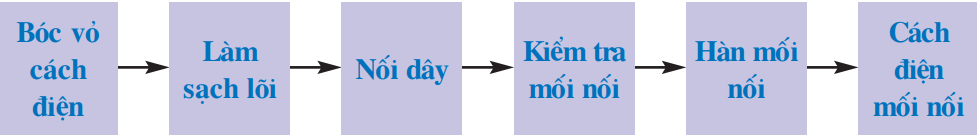 Bóc vỏ
cách
điện
Làm
sạch lõi
Nối dây
Kiểm tra
mối nối
Hàn mối
nối
Cách
điện
mối nối